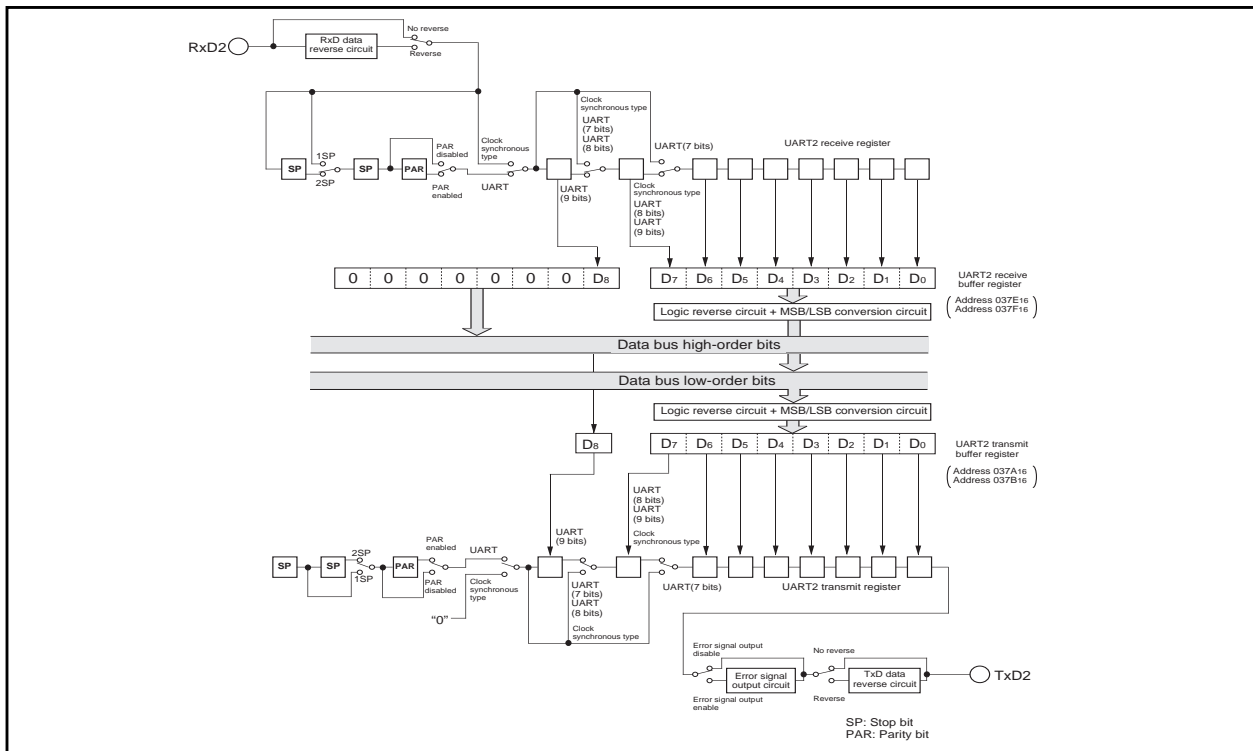 No reverse
RxD2
RxD data
reverse circuit
Reverse
Clock
synchronous type
UART
(7 bits)
UART
(8 bits)
UART(7 bits)
UART2 receive register
1SP
PAR
disabled
Clock
synchronous
type
SP
SP
PAR
2SP
PAR
enabled
UART
UART
(9 bits)
Clock
synchronous type
UART
(8 bits)
UART
(9 bits)
0 0 0 0 0 0 0 D8
D7 D6 D5 D4 D3 D2 D1 D0
UART2 receive
buffer register
Address 037E16
Address 037F16
Logic reverse circuit + MSB/LSB conversion circuit
Data bus high-order bits
Data bus low-order bits
Logic reverse circuit + MSB/LSB conversion circuit
D8
D7 D6 D5 D4 D3 D2 D1 D0
UART2 transmit
buffer register
Address 037A16
Address 037B16
UART
(8 bits)
UART
(9 bits)
Clock
synchronous type
UART
(9 bits)
PAR
enabled
UART
2SP
SP
SP
PAR
1SP
PAR
disabled
Clock
synchronous
type
"0"
UART
(7 bits)
UART
(8 bits)
Clock
synchronous type
UART(7 bits)
UART2 transmit register
Error signal output
disable
No reverse
Error signal
output circuit
TxD data
reverse circuit
TxD2
Error signal output
enable
Reverse
SP: Stop bit
PAR: Parity bit